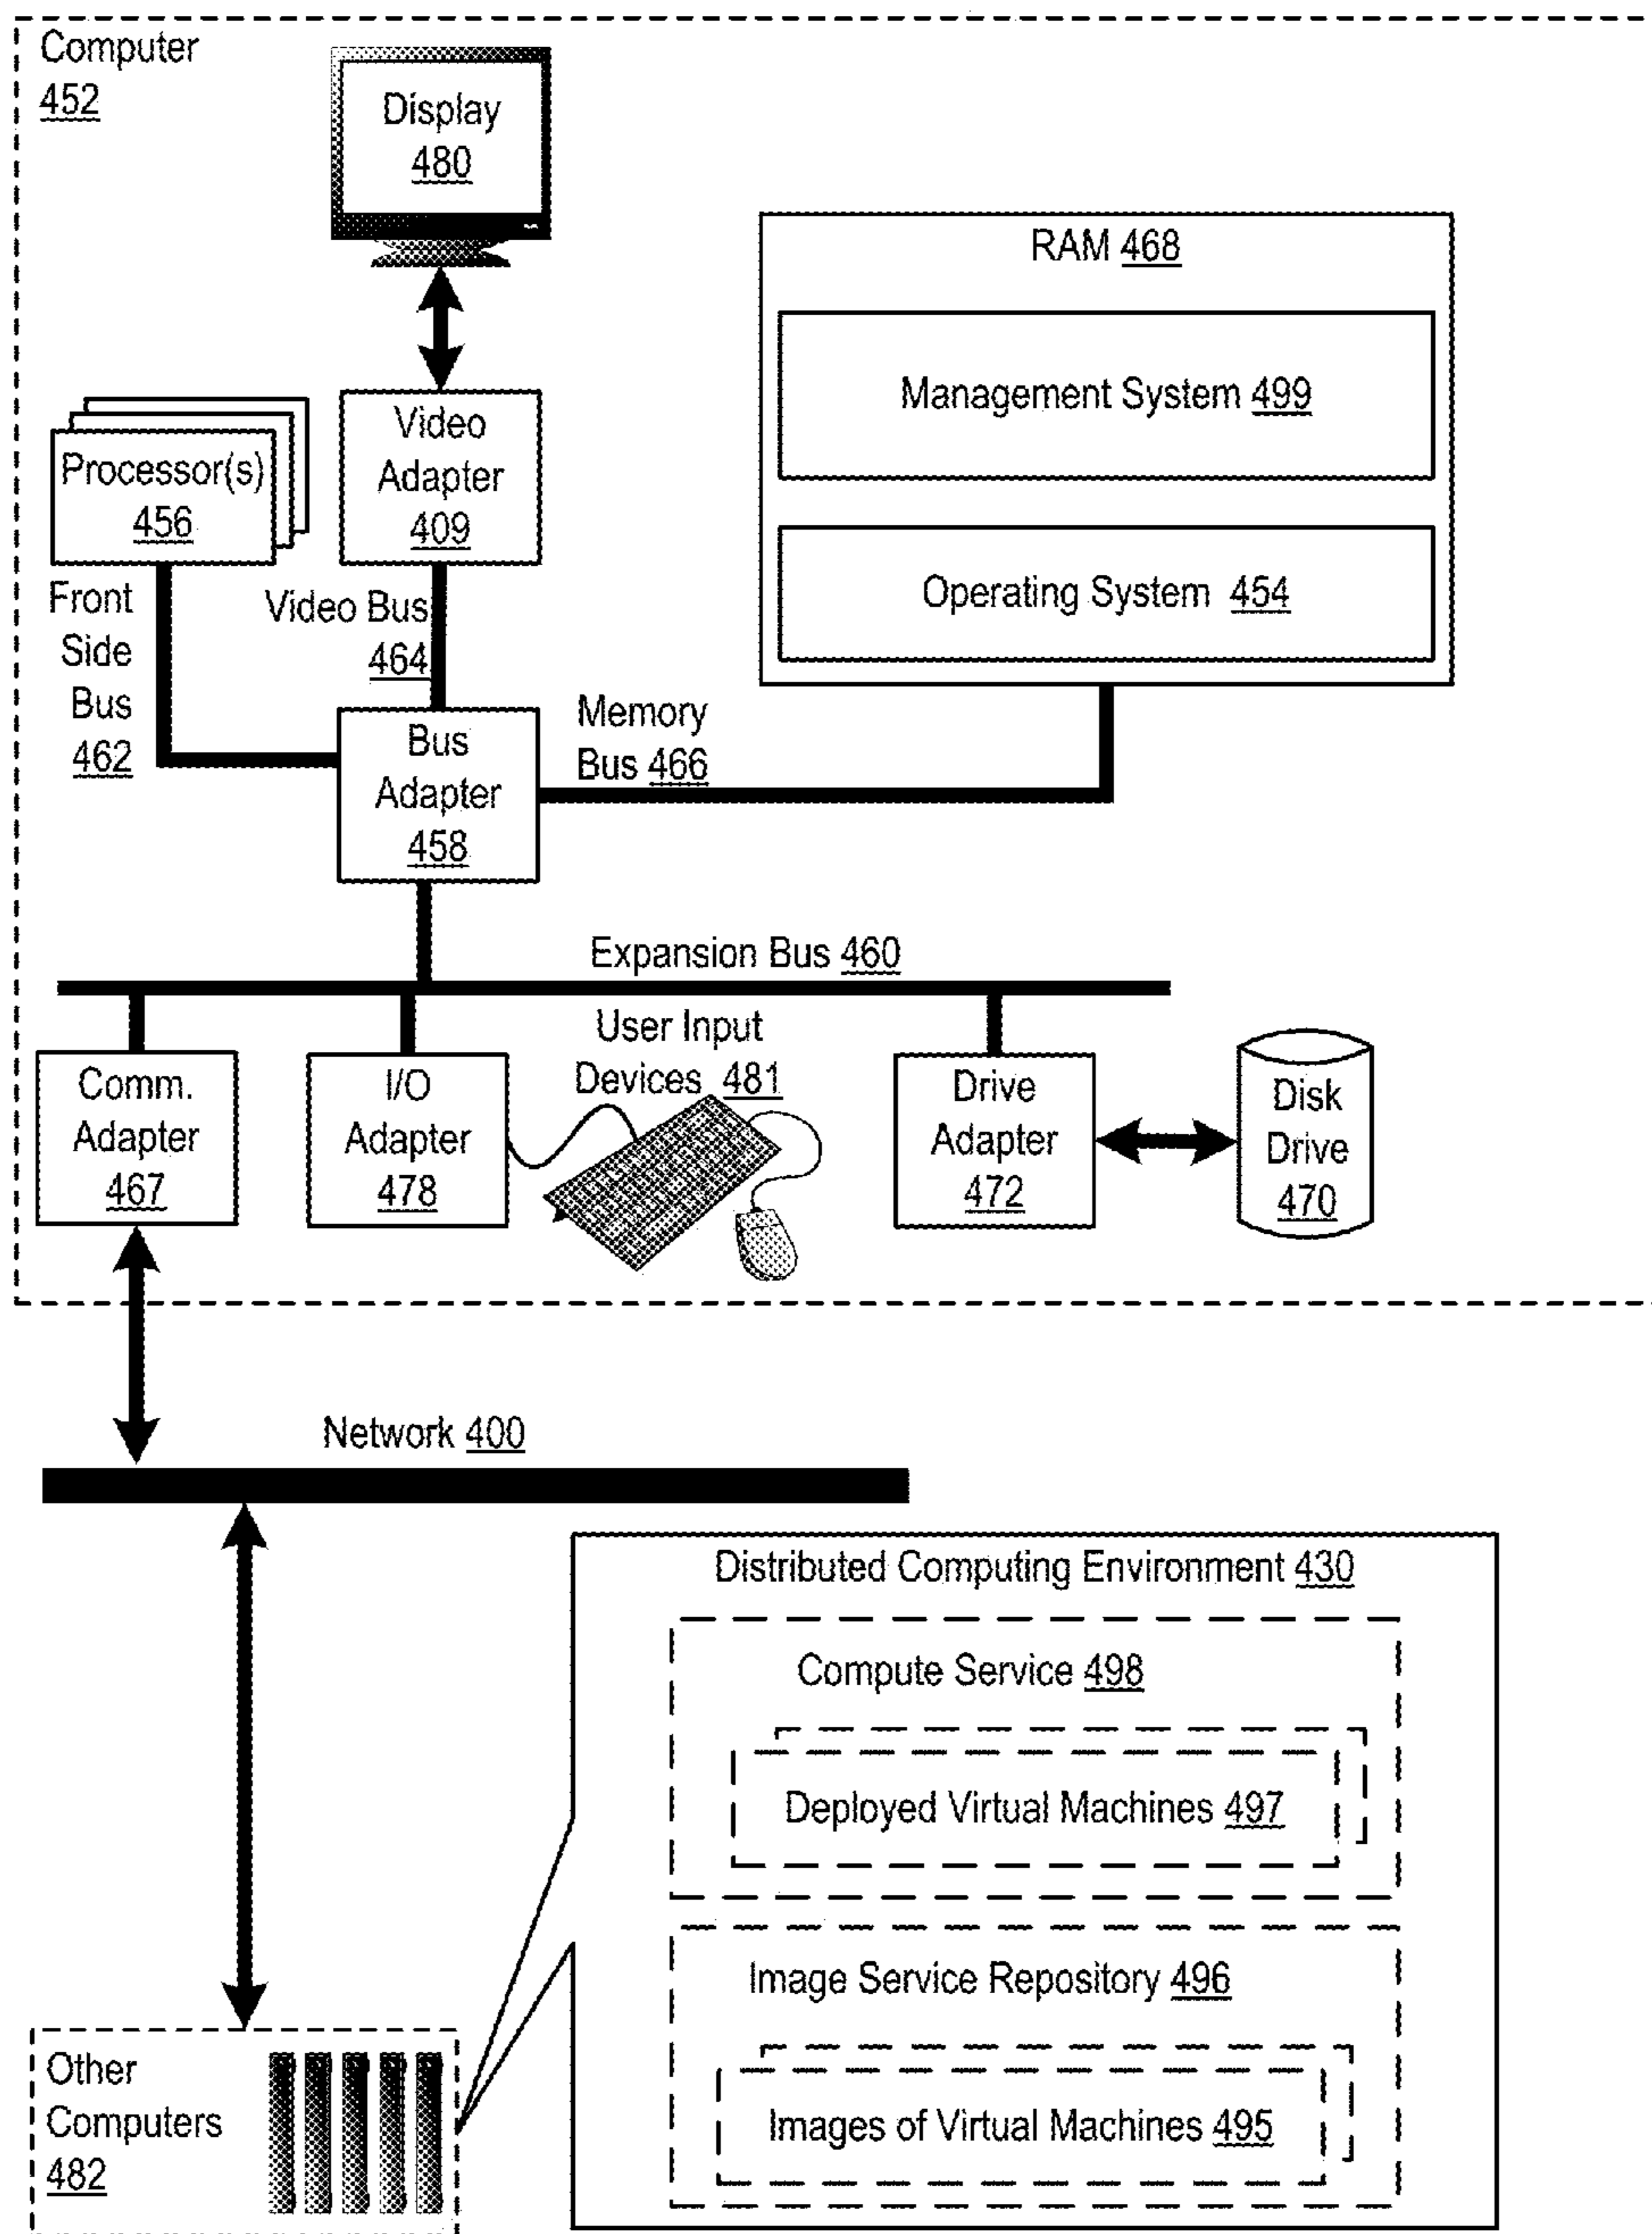 Computer
452
Display
480
RAM 468
Management System 499
Operating System 454
Processor(s)
456
Video
Adapter
409
Front
Side
Bus
462
Video Bus
464
Bus
Adapter
458
Memory
Bus 466
Expansion Bus 460
Comm.
Adapter
467
I/O
Adapter
478
User Input
Devices 481
Drive
Adapter
472
Disk
Drive
470
Network 400
Distributed Computing Environment 430
Compute Service 498
Deployed Virtual Machines 497
Image Service Repository 496
Images of Virtual Machines 495
Other
Computers
482